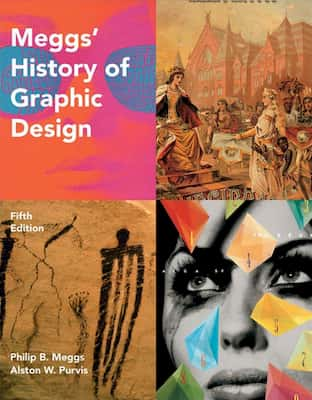 Meggs'
History of
Graphic
Design
Fifth
Edition
Philip B. Meggs
Alston W. Purvis